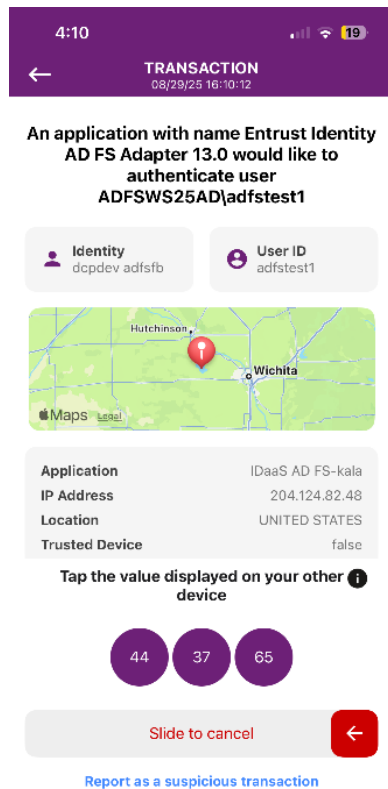 4:10
19
TRANSACTION
08/29/25 16:10:12
An application with name Entrust Identity
AD FS Adapter 13.0 would like to
authenticate user
ADFSWS25AD\adfstest1
Identity
dcpdev adfsfb
User ID
adfstest1
Hutchinson
Wichita
Maps Legal
Application IDaaS AD FS-kala
IP Address 204.124.82.48
Location UNITED STATES
Trusted Device false
Tap the value displayed on your other
device
44 37 65
Slide to cancel
Report as a suspicious transaction